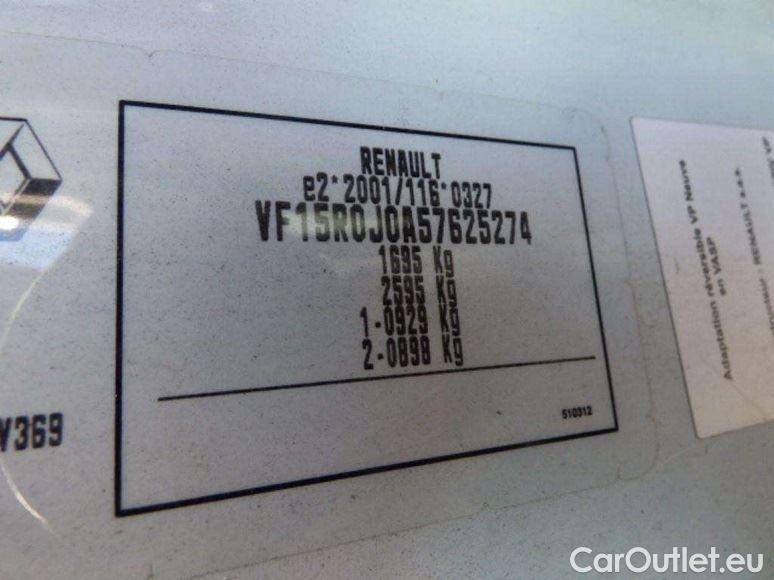 RENAULT
e2*2001/116*0327
VF15R0J0A57625274
1695 Kg
2595 Kg
1-0929 Kg
2-0898 Kg
510312
V369
Adaptation réversible VP Neuve
en VASP
RENAULT s.a.s.
VP
CarOutlet.eu